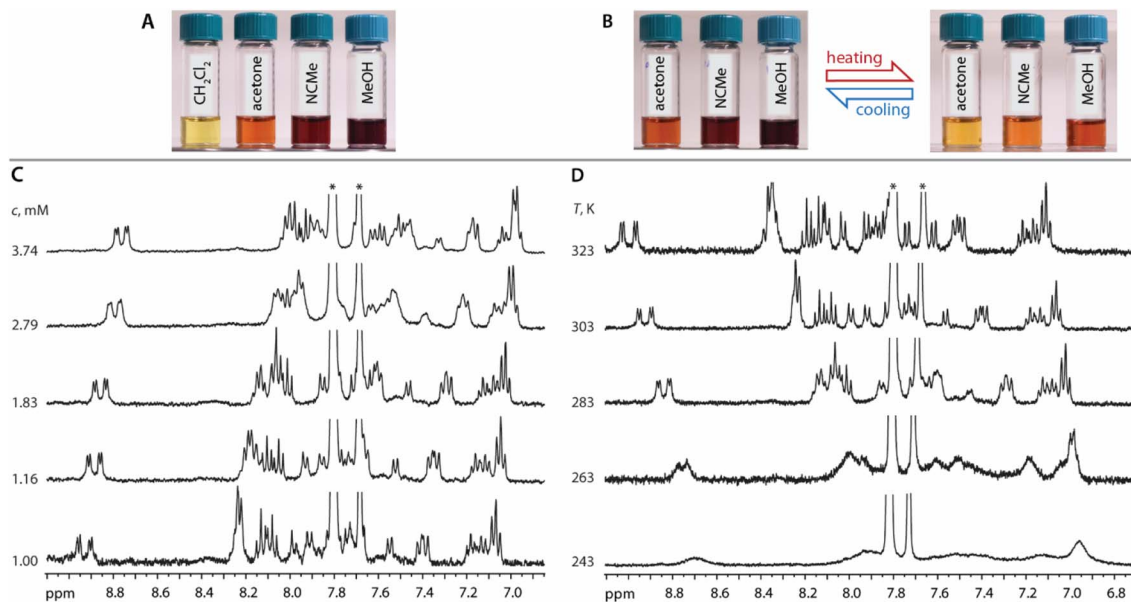 A
CH2Cl2
acetone
NCMe
MeOH
B
acetone
NCMe
MeOH
heating
cooling
acetone
NCMe
MeOH
C
c, mM
* *
3.74
2.79
1.83
1.16
1.00
ppm 8.8 8.6 8.4 8.2 8.0 7.8 7.6 7.4 7.2 7.0
D
T, K
* *
323
303
283
263
243
ppm 8.8 8.6 8.4 8.2 8.0 7.8 7.6 7.4 7.2 7.0 6.8